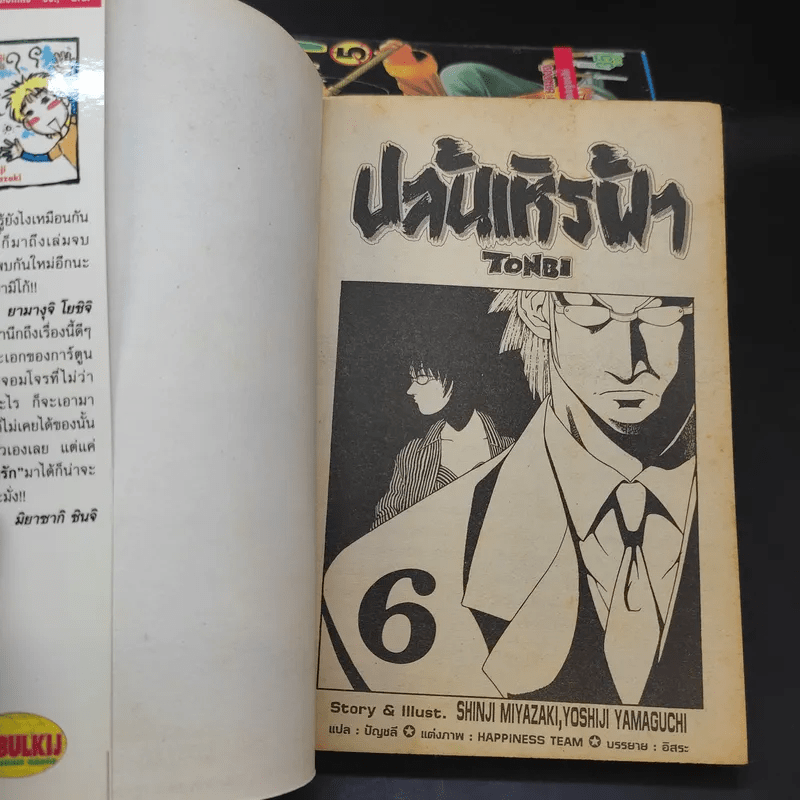 รู้ยังไงเหมือนกัน
ก็มาถึงเล่มจบ
พบกันใหม่อีกนะ
ามิโก้!!
ยามางุจิ โยชิจิ
านึกถึงเรื่องนี้ดีๆ
ะเอกของการ์ตูน
จอมโจรที่ไม่ว่า
ะไร ก็จะเอามา
ที่ไม่เคยได้ของนั้น
ัวเองเลย แต่แค่
รัก"มาได้ก็น่าจะ
ะมั่ง!!
มิยาซากิ ชินจิ
BULKIJ
5
ปล้นเหิรฟ้า
TONBI
6
Story & Illust. SHINJI MIYAZAKI,YOSHIJI YAMAGUCHI
แปล : ปัญชลี ✪ แต่งภาพ : HAPPINESS TEAM ✪ บรรยาย : อิสระ